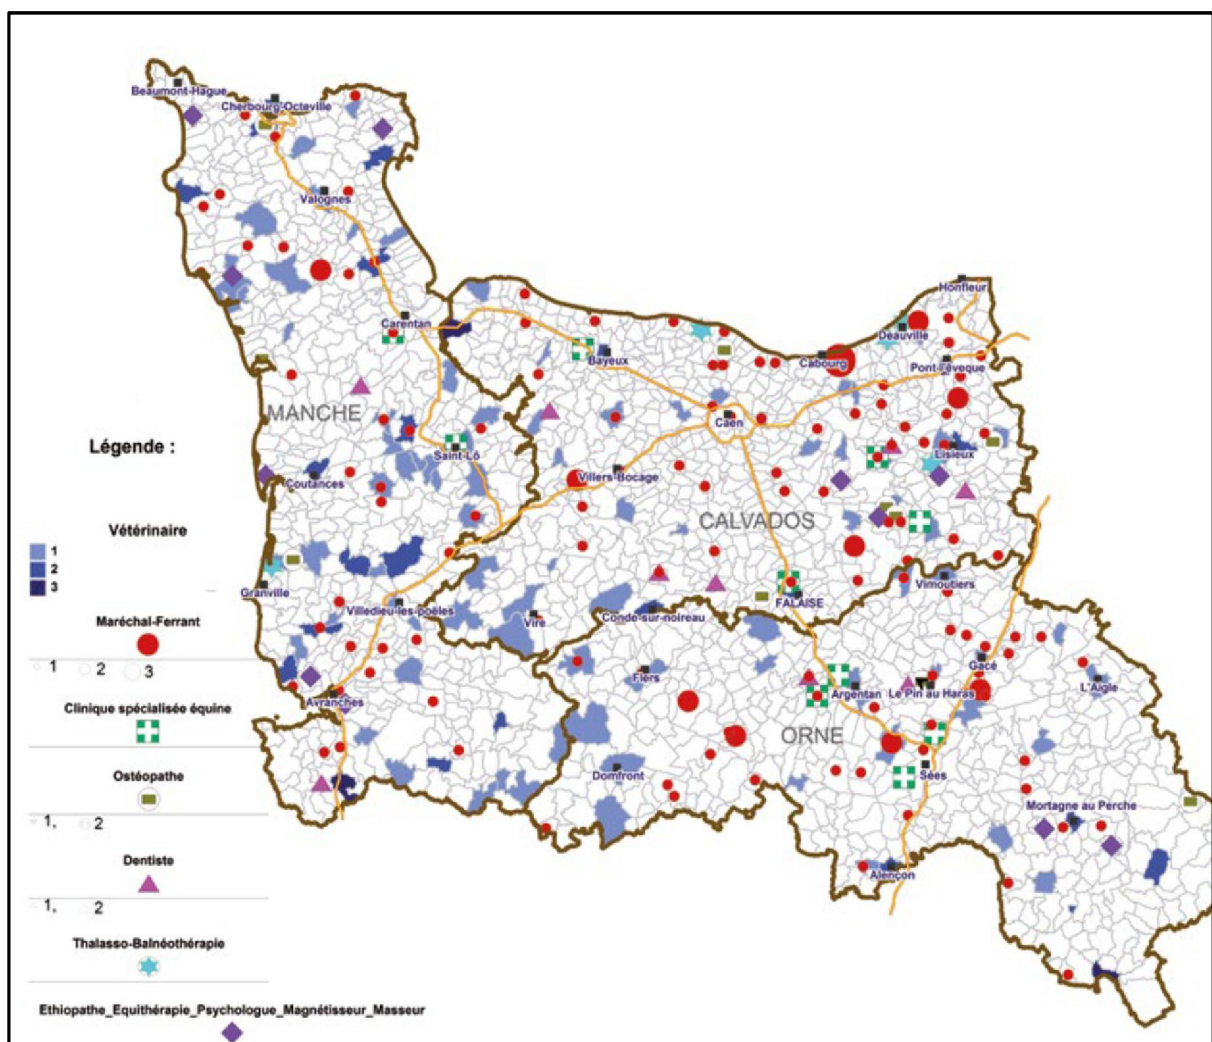 Beaumont-Hague
Cherbourg-Octeville
Valognes
Carentan
Honfleur
Deauville
Bayeux
Cabourg
Pont-l'éveque
MANCHE
Caen
Légende :
Saint-Lô
Lisieux
Coutances
Villers-Bocage
CALVADOS
Vétérinaire
1
2
3
Granville
Villedieu-les-poêles
Vire
Conde-sur-noireau
FALAISE
Vimoutiers
Maréchal-Ferrant
1 2 3
Flers
Gacé
Argentan
Le Pin au Haras
L'Aigle
Avranches
Clinique spécialisée équine
ORNE
Domfront
Sées
Ostéopathe
Mortagne au Perche
1, 2
Dentiste
Alençon
1, 2
Thalasso-Balnéothérapie
Ethiopathe_Equithérapie_Psychologue_Magnétisseur_Masseur